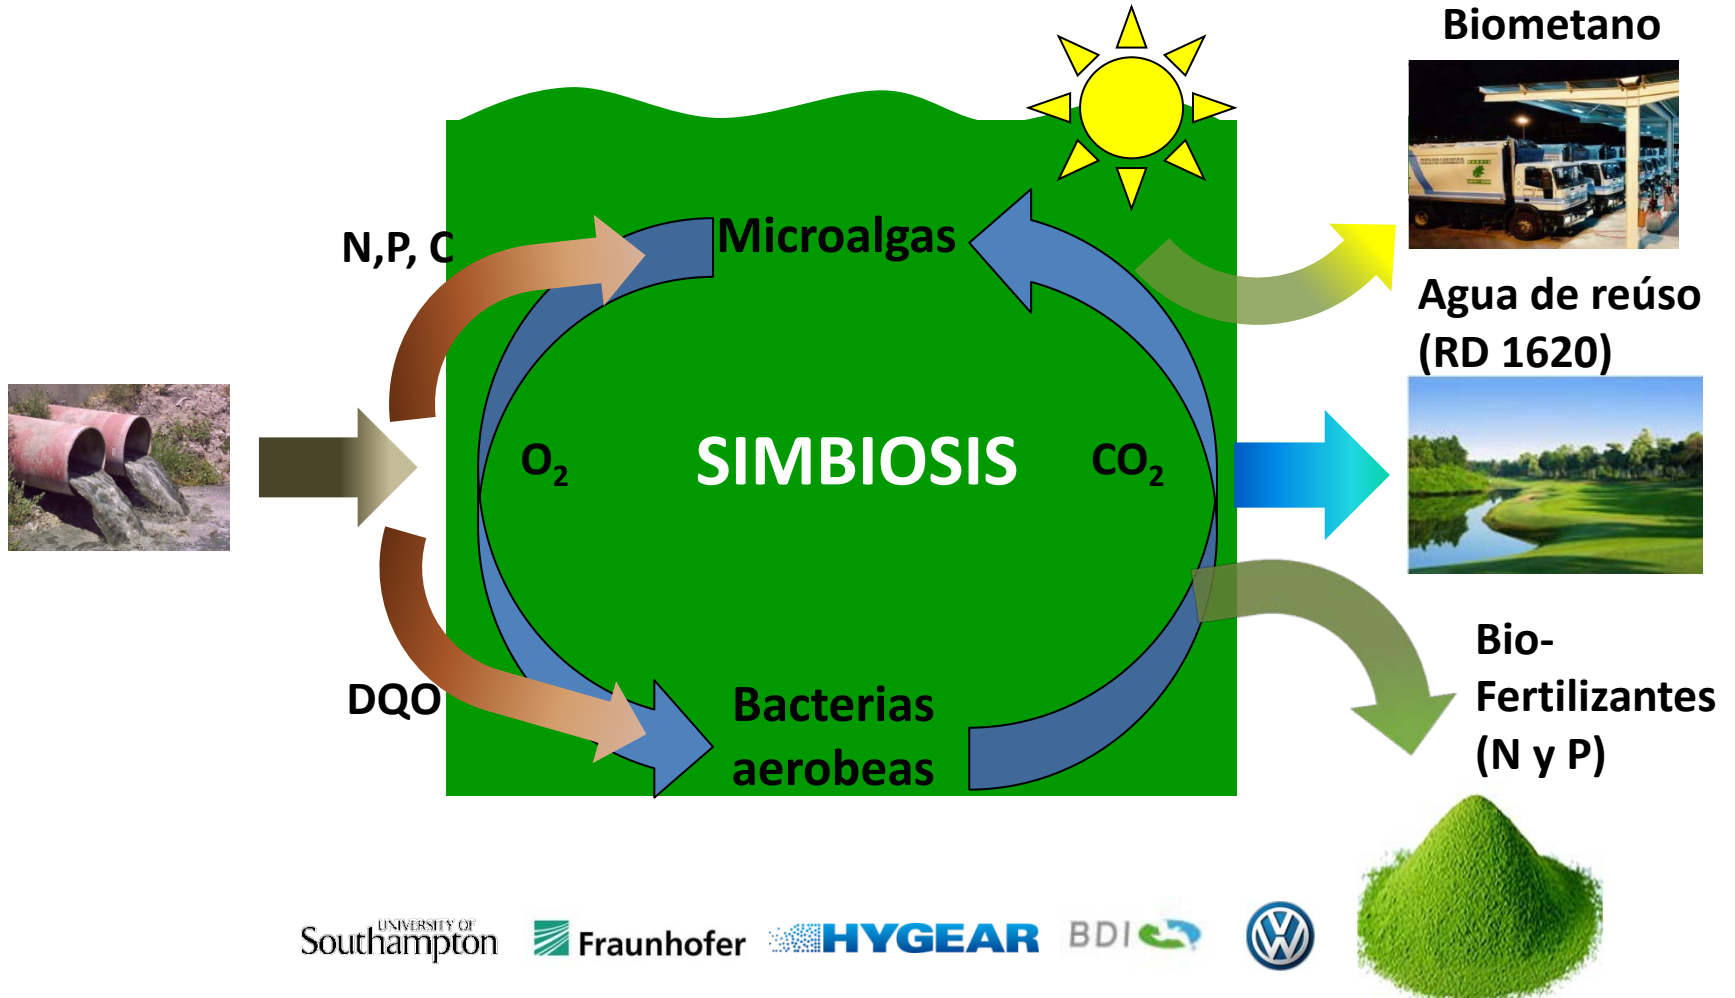 Biometano
N,P, C
Microalgas
Agua de reúso
(RD 1620)
O2
SIMBIOSIS
CO2
DQO
Bacterias
aerobeas
Bio-
Fertilizantes
(N y P)
UNIVERSITY OF
Southampton
Fraunhofer
HYGEAR
BDI
VW